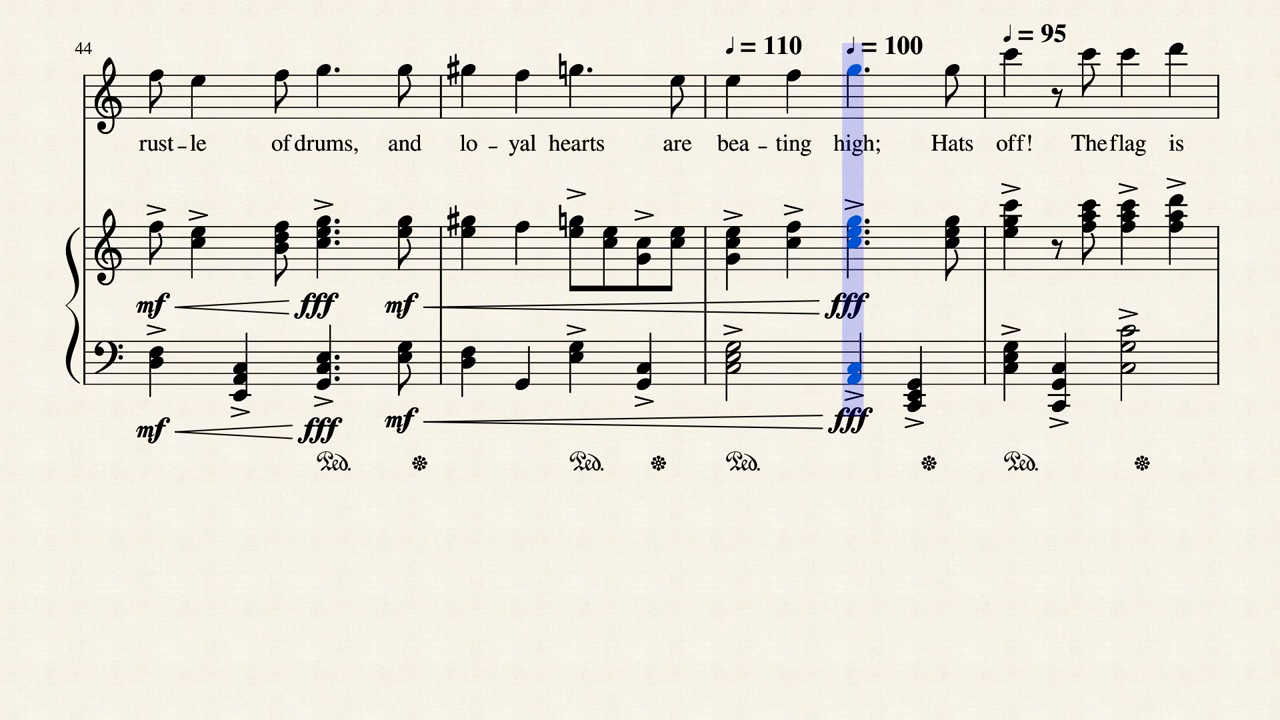 ♩ = 95
44 ♩ = 110 ♩ = 100
rust – le of drums, and lo – yal hearts are bea – ting high; Hats off! The flag is
mf fff mf fff
mf fff mf fff
Ped. Ped. Ped. Ped.